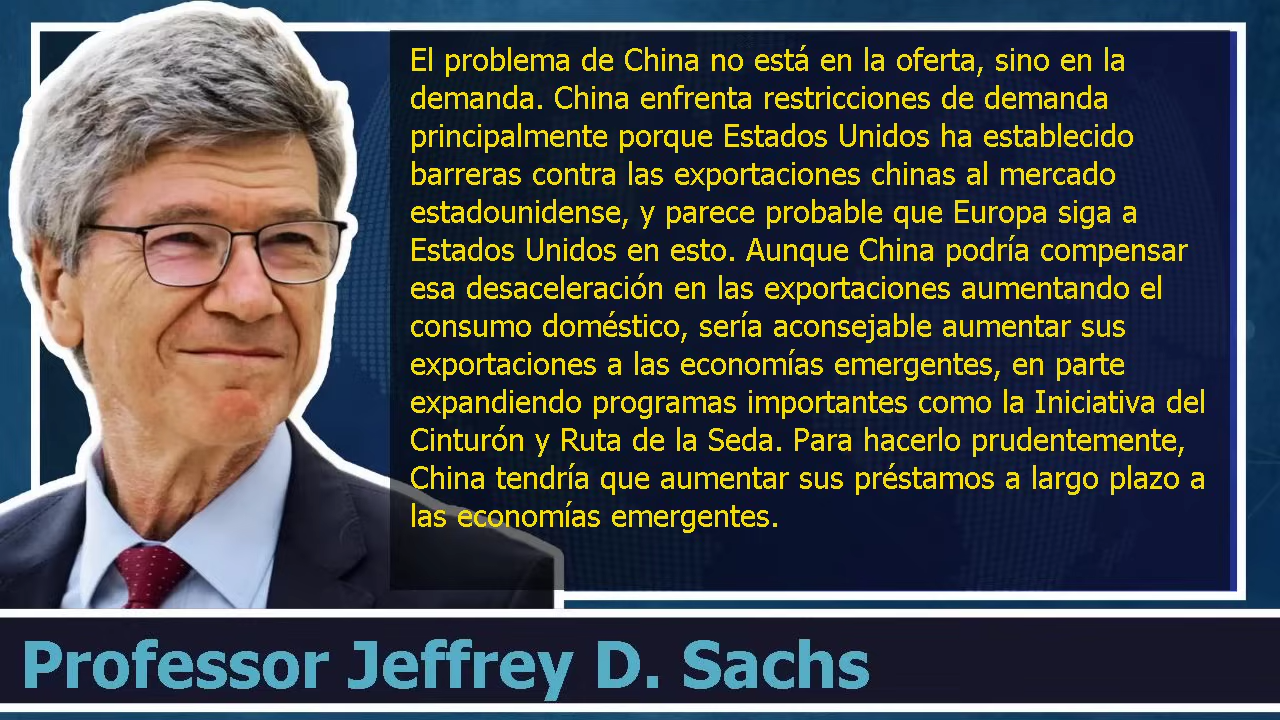 El problema de China no está en la oferta, sino en la
demanda. China enfrenta restricciones de demanda
principalmente porque Estados Unidos ha establecido
barreras contra las exportaciones chinas al mercado
estadounidense, y parece probable que Europa siga a
Estados Unidos en esto. Aunque China podría compensar
esa desaceleración en las exportaciones aumentando el
consumo doméstico, sería aconsejable aumentar sus
exportaciones a las economías emergentes, en parte
expandiendo programas importantes como la Iniciativa del
Cinturón y Ruta de la Seda. Para hacerlo prudentemente,
China tendría que aumentar sus préstamos a largo plazo a
las economías emergentes.
Professor Jeffrey D. Sachs